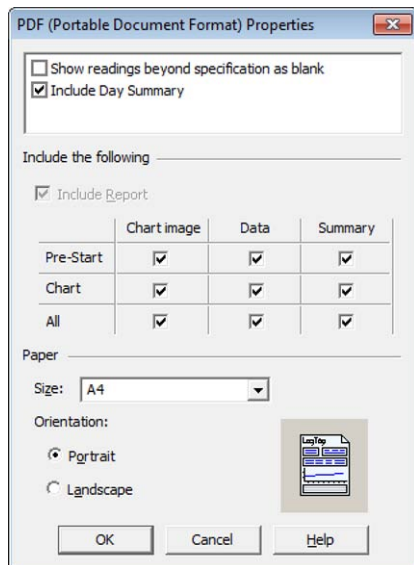 PDF (Portable Document Format) Properties
Show readings beyond specification as blank
Include Day Summary
Include the following
Include Report
Chart image Data Summary
Pre-Start
Chart
All
Paper
Size: A4
Orientation:
Portrait
LogTag
Landscape
OK Cancel Help